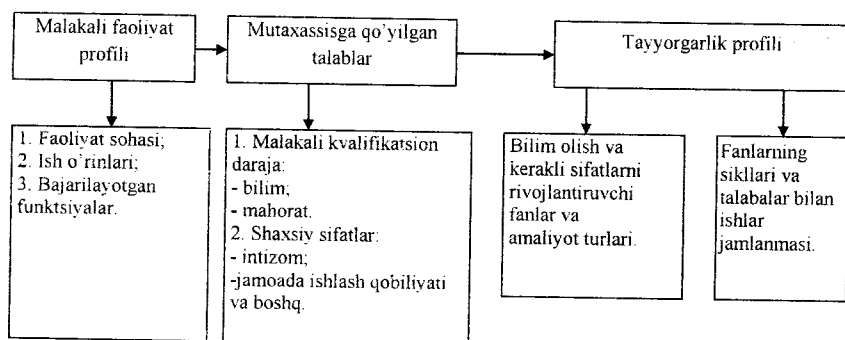 Malakali faoliyat
profili
Mutaxassisga qo'yilgan
talablar
Tayyorgarlik profili
1. Faoliyat sohasi;
2. Ish o'rinlari;
3. Bajarilayotgan
funktsiyalar.
1. Malakali kvalifikatsion
daraja:
- bilim;
- mahorat.
2. Shaxsiy sifatlar:
- intizom;
-jamoada ishlash qobiliyati
va boshq.
Bilim olish va
kerakli sifatlarni
rivojlantiruvchi
fanlar va
amaliyot turlari.
Fanlarning
sikllari va
talabalar bilan
ishlar
jamlanmasi.